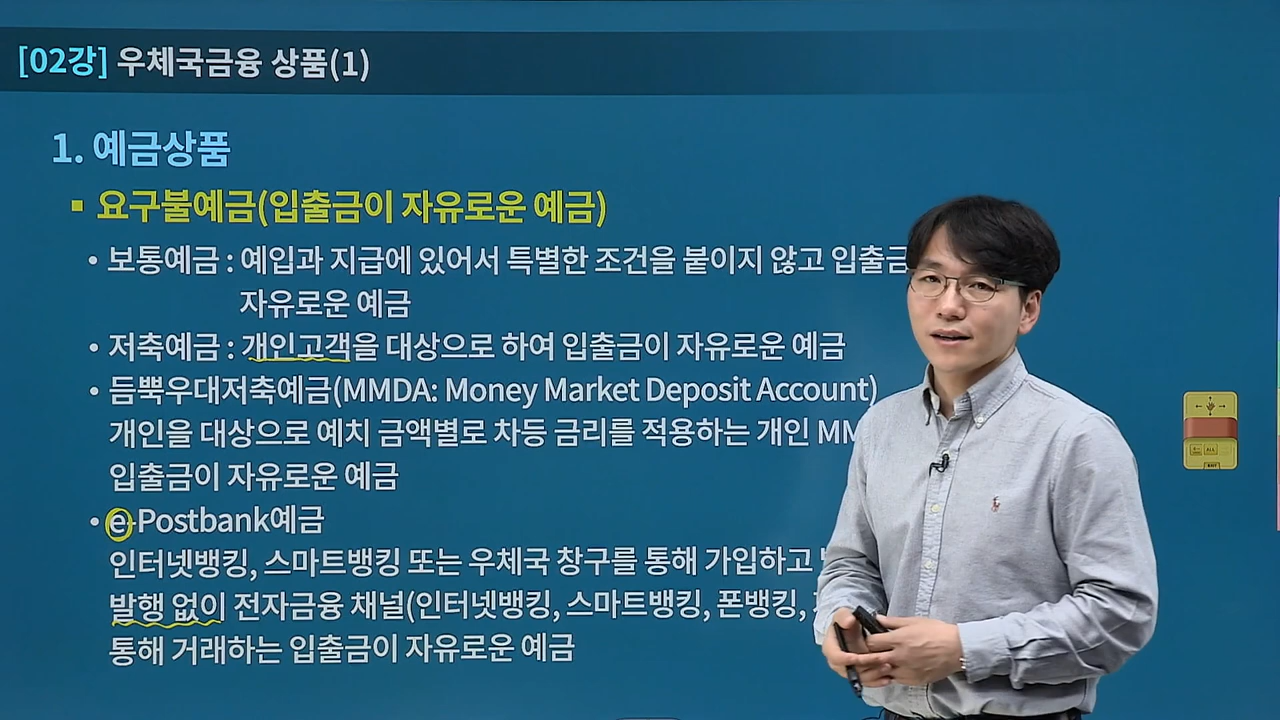 [02강] 우체국금융 상품(1)
1. 예금상품
▪ 요구불예금(입출금이 자유로운 예금)
• 보통예금 : 예입과 지급에 있어서 특별한 조건을 붙이지 않고 입출금
자유로운 예금
• 저축예금 : 개인고객을 대상으로 하여 입출금이 자유로운 예금
• 듬뿍우대저축예금(MMDA: Money Market Deposit Account)
개인을 대상으로 예치 금액별로 차등 금리를 적용하는 개인 MM
입출금이 자유로운 예금
• e-Postbank예금
인터넷뱅킹, 스마트뱅킹 또는 우체국 창구를 통해 가입하고
발행 없이 전자금융 채널(인터넷뱅킹, 스마트뱅킹, 폰뱅킹,
통해 거래하는 입출금이 자유로운 예금
ALL
EXIT